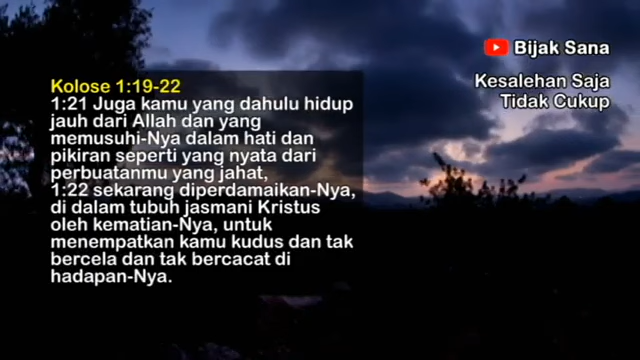 Bijak Sana
Kesalehan Saja
Tidak Cukup
Kolose 1:19-22
1:21 Juga kamu yang dahulu hidup
jauh dari Allah dan yang
memusuhi-Nya dalam hati dan
pikiran seperti yang nyata dari
perbuatanmu yang jahat,
1:22 sekarang diperdamaikan-Nya,
di dalam tubuh jasmani Kristus
oleh kematian-Nya, untuk
menempatkan kamu kudus dan tak
bercela dan tak bercacat di
hadapan-Nya.